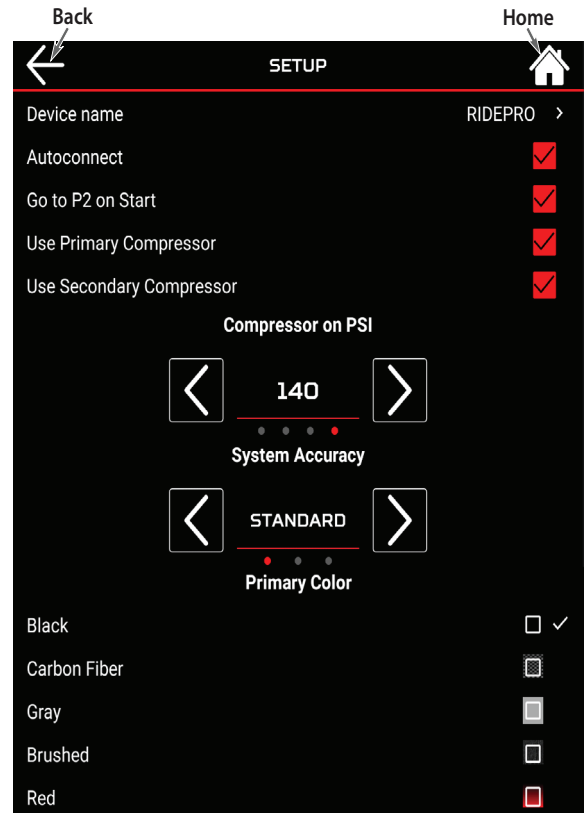 Back Home
SETUP
Device name RIDEPRO >
Autoconnect
Go to P2 on Start
Use Primary Compressor
Use Secondary Compressor
Compressor on PSI
140
System Accuracy
STANDARD
Primary Color
Black
Carbon Fiber
Gray
Brushed
Red